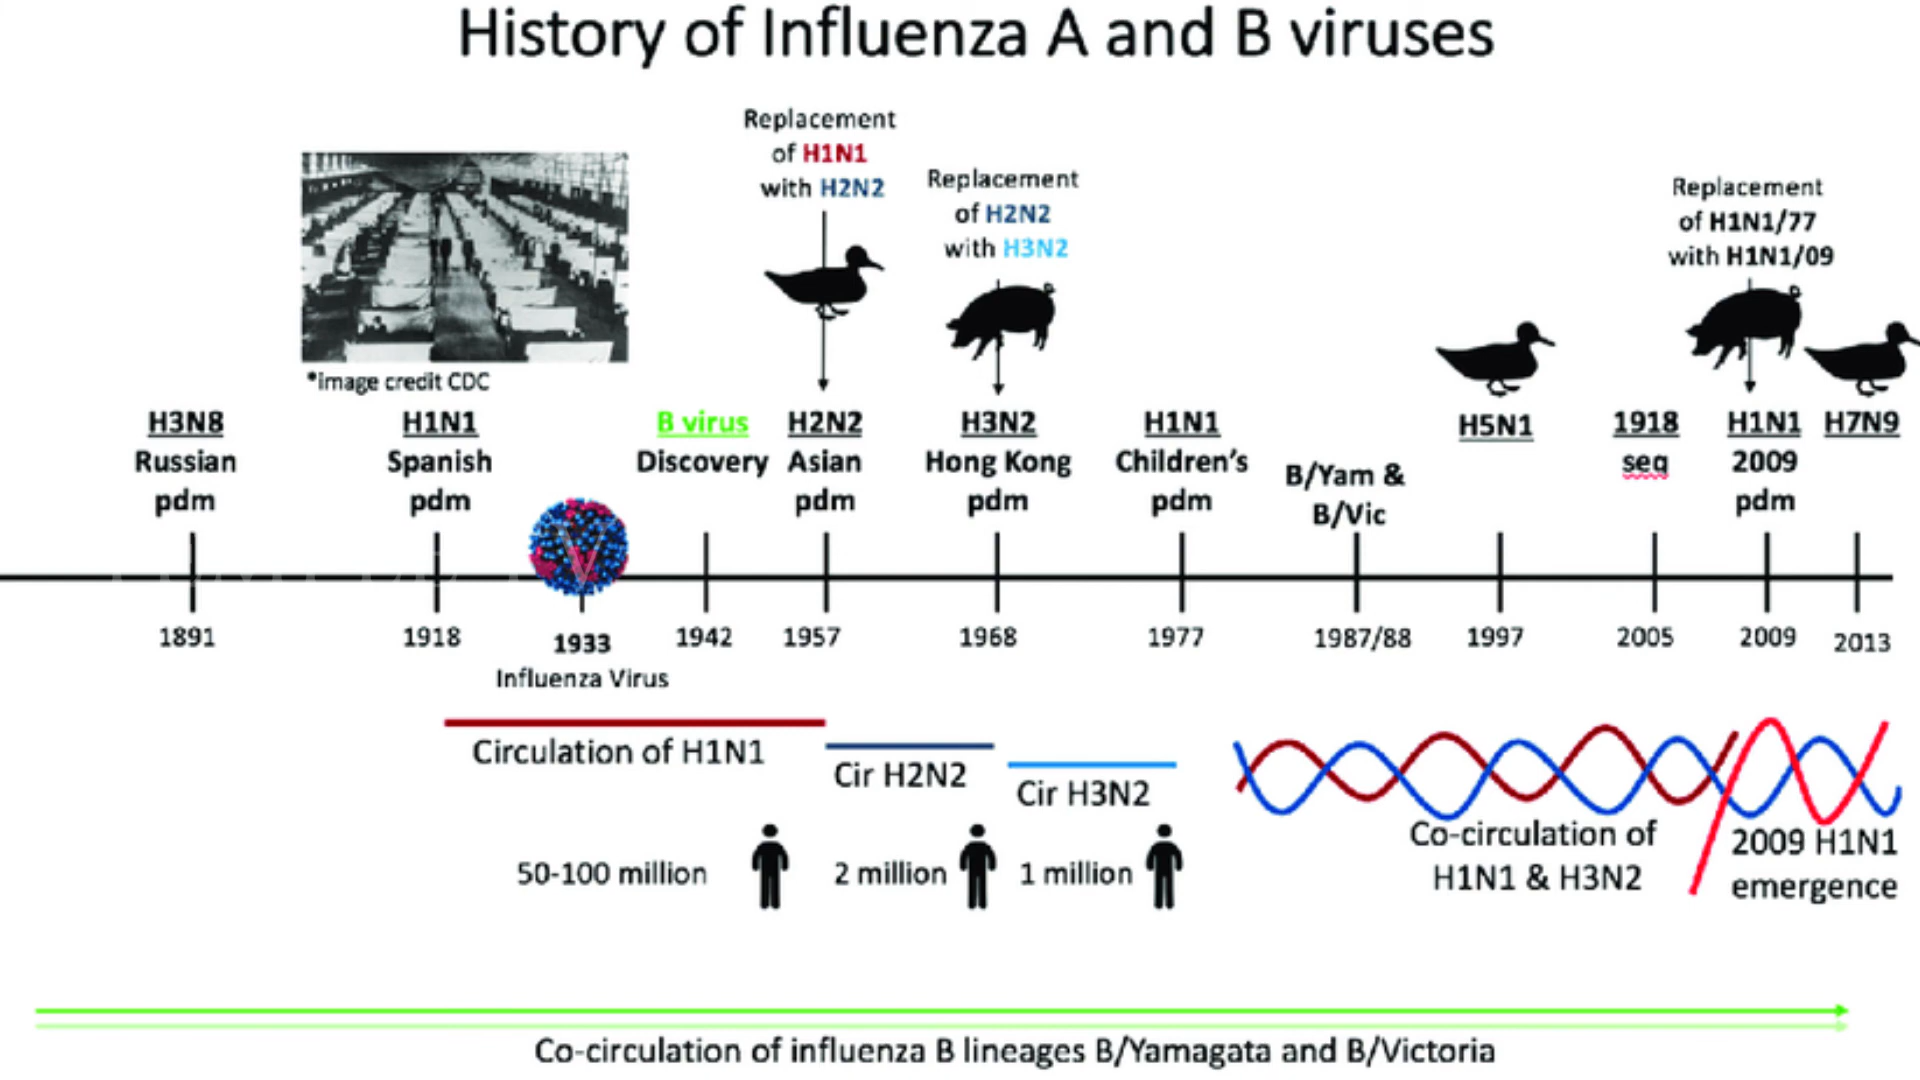 History of Influenza A and B viruses
Replacement
of H1N1
with H2N2
Replacement
of H2N2
with H3N2
Replacement
of H1N1/77
with H1N1/09
*image credit CDC
H3N8
Russian
pdm
H1N1
Spanish
pdm
B virus
Discovery
H2N2
Asian
pdm
H3N2
Hong Kong
pdm
H1N1
Children's
pdm
B/Yam &
B/Vic
H5N1
1918
seq
H1N1
2009
pdm
H7N9
1891
1918
1933
Influenza Virus
1942
1957
1968
1977
1987/88
1997
2005
2009
2013
Circulation of H1N1
Cir H2N2
Cir H3N2
50-100 million
2 million
1 million
Co-circulation of
H1N1 & H3N2
2009 H1N1
emergence
Co-circulation of influenza B lineages B/Yamagata and B/Victoria